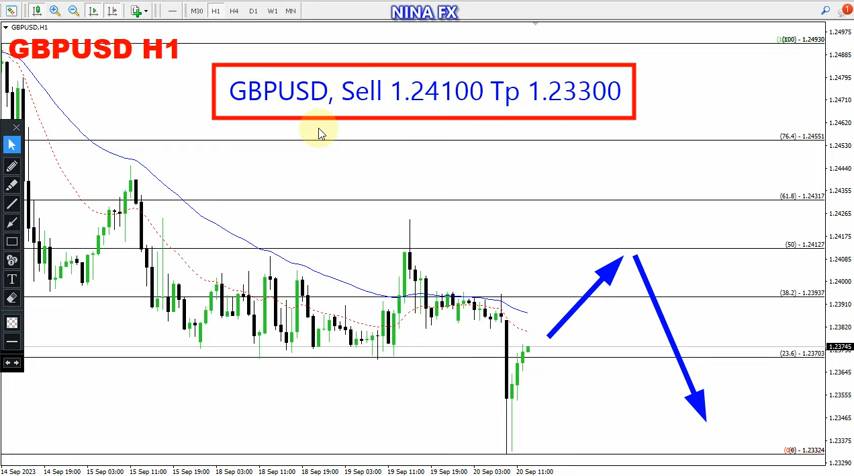 M30 H1 H4 D1 W1 MN
NINA FX
1
GBPUSD.H1
GBPUSD H1
GBPUSD, Sell 1.24100 Tp 1.23300
(100) - 1.24930
(76.4) - 1.24551
(61.8) - 1.24317
(50) - 1.24127
(38.2) - 1.23937
(23.6) - 1.23703
0) - 1.23324
1.24975
1.24885
1.24795
1.24710
1.24620
1.24530
1.24440
1.24350
1.24265
1.24175
1.24085
1.24000
1.23910
1.23820
1.23745
1.23645
1.23555
1.23465
1.23375
1.23290
T
14 Sep 2023 14 Sep 19:00 15 Sep 03:00 15 Sep 11:00 15 Sep 19:00 18 Sep 03:00 18 Sep 11:00 18 Sep 19:00 19 Sep 03:00 19 Sep 11:00 19 Sep 19:00 20 Sep 03:00 20 Sep 11:00